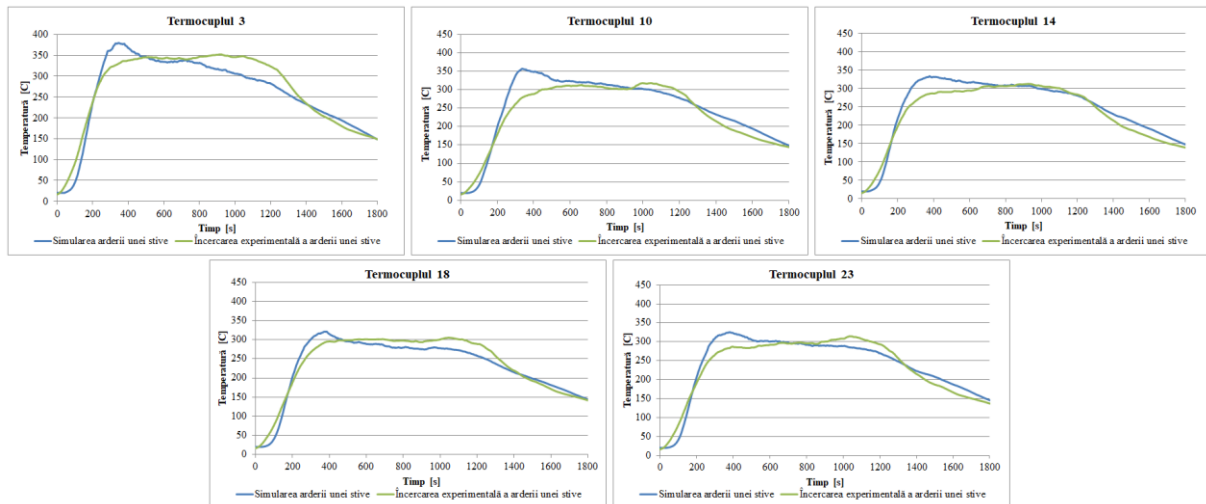 Termocuplul 3
Temperatură [C]
400
350
300
250
200
150
100
50
0
0 200 400 600 800 1000 1200 1400 1600 1800
Timp [s]
Simularea arderii unei stive Încercarea experimentală a arderii unei stive
Termocuplul 10
Temperatură [C]
450
400
350
300
250
200
150
100
50
0
0 200 400 600 800 1000 1200 1400 1600 1800
Timp [s]
Simularea arderii unei stive Încercarea experimentală a arderii unei stive
Termocuplul 14
Temperatură [C]
450
400
350
300
250
200
150
100
50
0
0 200 400 600 800 1000 1200 1400 1600 1800
Timp [s]
Simularea arderii unei stive Încercarea experimentală a arderii unei stive
Termocuplul 18
Temperatură [C]
450
400
350
300
250
200
150
100
50
0
0 200 400 600 800 1000 1200 1400 1600 1800
Timp [s]
Simularea arderii unei stive Încercarea experimentală a arderii unei stive
Termocuplul 23
Temperatură [C]
450
400
350
300
250
200
150
100
50
0
0 200 400 600 800 1000 1200 1400 1600 1800
Timp [s]
Simularea arderii unei stive Încercarea experimentală a arderii unei stive